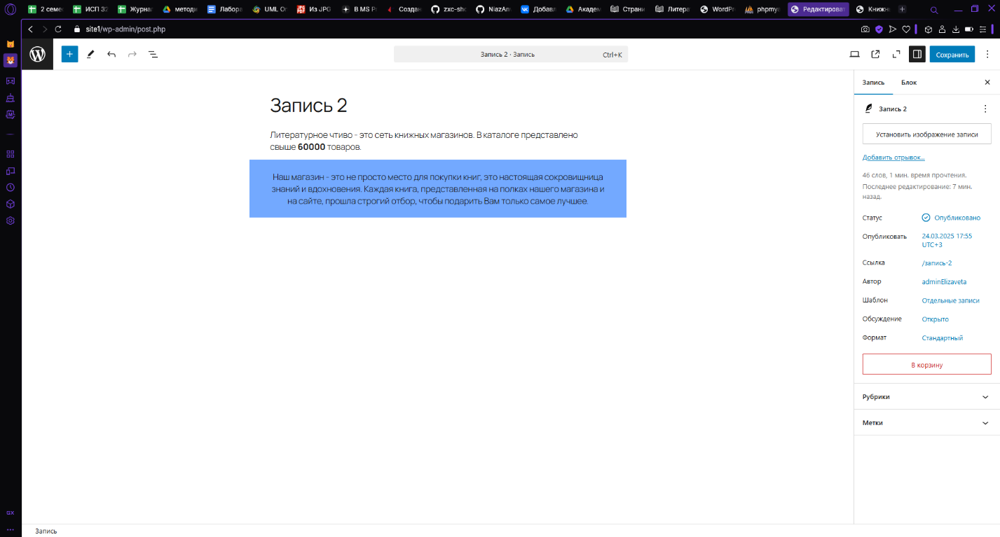 2 семе
ИСП 32
Журнал
методи
Лабора
UML On
Из JPG
В MS Pr
Создан
zxc-sho
NiazAn
Добавл
Академ
Страни
Литера
WordPr
phpmya
Редактироват
Книжн
site1/wp-admin/post.php
Запись 2 · Запись
Ctrl+K
Сохранить
Запись
Блок
Запись 2
Литературное чтиво - это сеть книжных магазинов. В каталоге представлено
свыше 60000 товаров.
Наш магазин - это не просто место для покупки книг, это настоящая сокровищница
знаний и вдохновения. Каждая книга, представленная на полках нашего магазина и
на сайте, прошла строгий отбор, чтобы подарить Вам только самое лучшее.
Запись 2
Установить изображение записи
Добавить отрывок...
46 слов, 1 мин. время прочтения.
Последнее редактирование: 7 мин.
назад.
Статус
Опубликовано
Опубликовать
24.03.2025 17:55
UTC+3
Ссылка
/запись-2
Автор
adminElizaveta
Шаблон
Отдельные записи
Обсуждение
Открыто
Формат
Стандартный
В корзину
Рубрики
Метки
GX
Запись